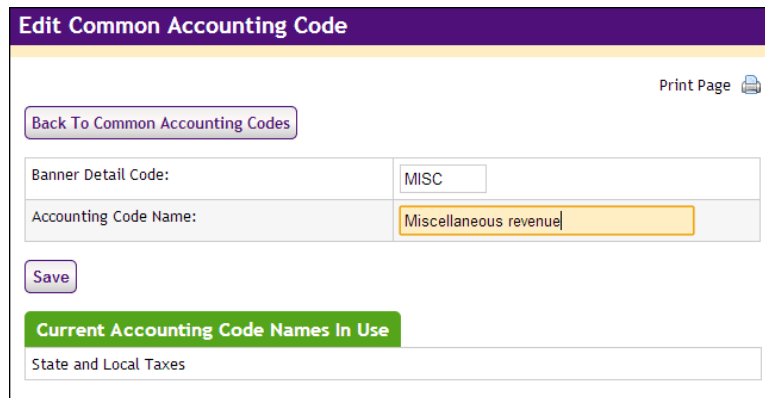 Edit Common Accounting Code
Print Page
Back To Common Accounting Codes
Banner Detail Code: MISC
Accounting Code Name: Miscellaneous revenue
Save
Current Accounting Code Names In Use
State and Local Taxes